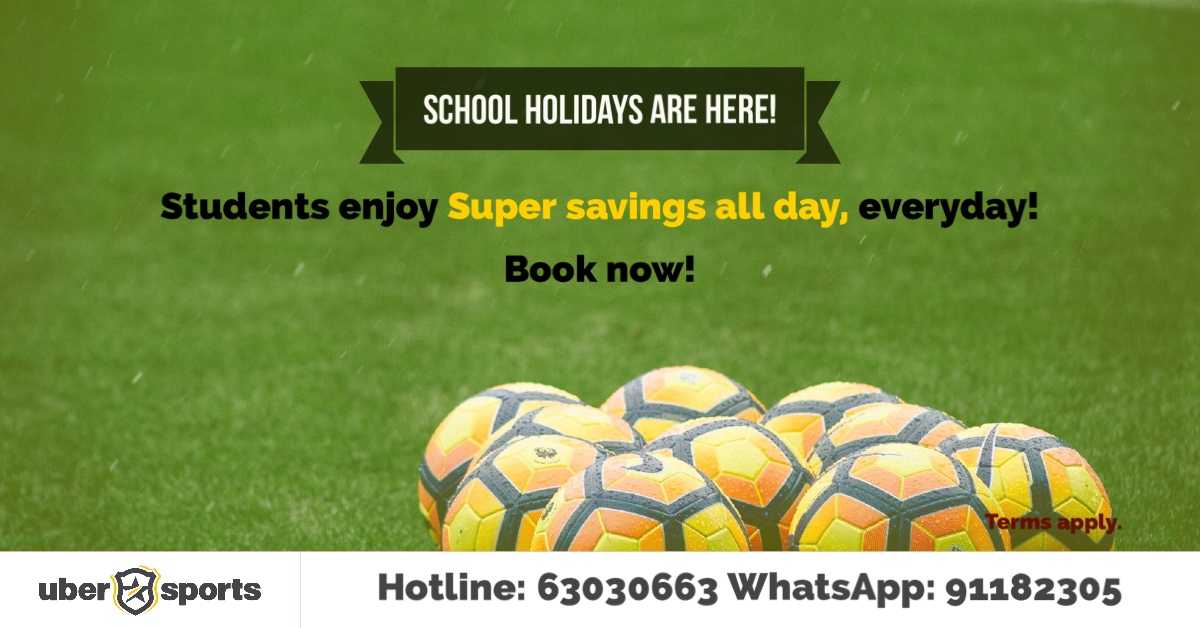 SCHOOL HOLIDAYS ARE HERE!
Students enjoy Super savings all day, everyday!
Book now!
Terms apply.
uber sports
Hotline: 63030663 WhatsApp: 91182305